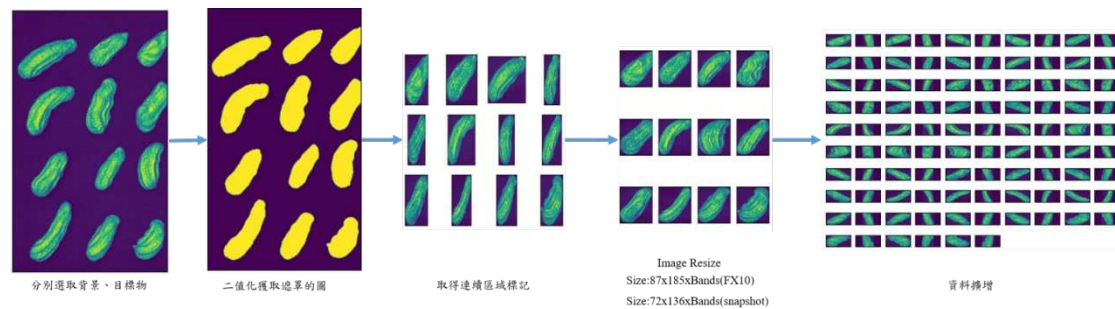 分別選取背景、目標物
二值化獲取遮罩的圖
取得連續區域標記
Image Resize
Size:87x185xBands(FX10)
Size:72x136xBands(snapshot)
資料擴增